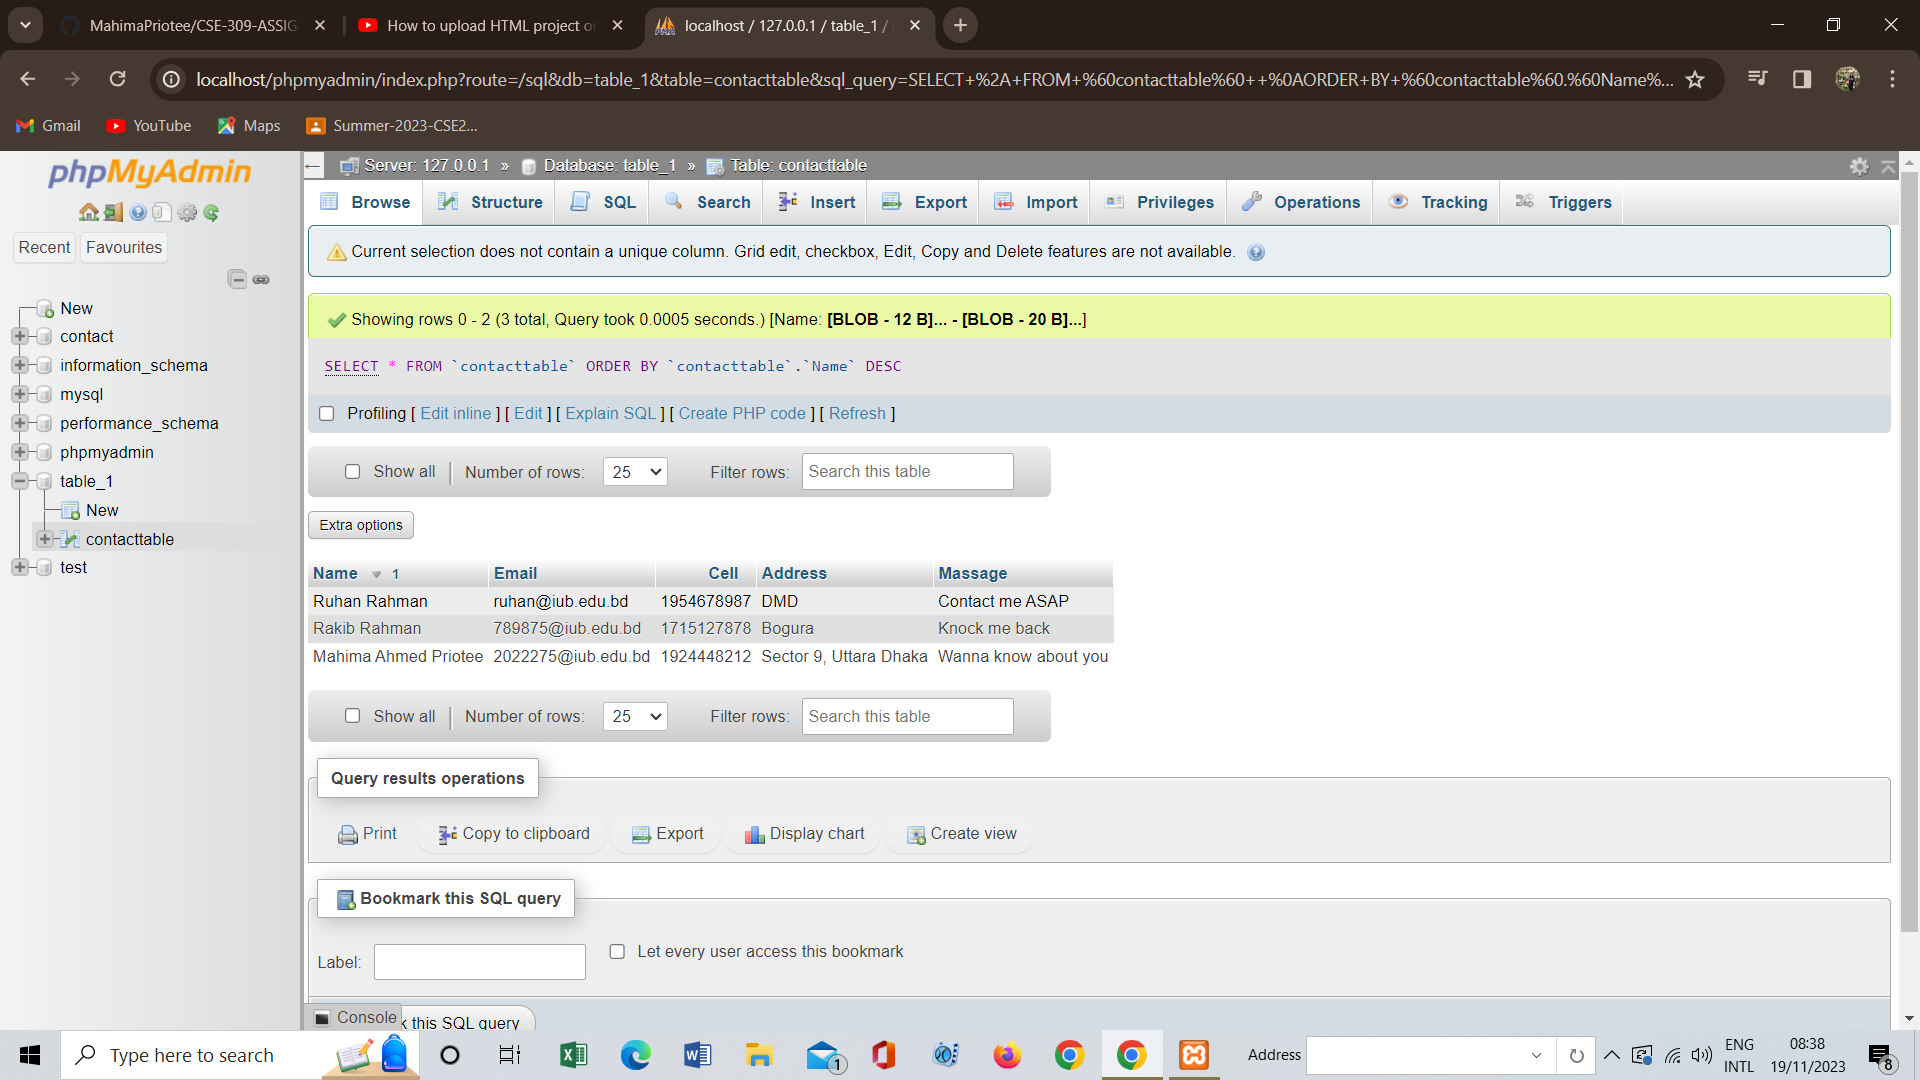 MahimaPriotee/CSE-309-ASSIG
How to upload HTML project o
localhost / 127.0.0.1 / table_1 /
localhost/phpmyadmin/index.php?route=/sql&db=table_1&table=contacttable&sql_query=SELECT+%2A+FROM+%60contacttable%60++%0AORDER+BY+%60contacttable%60.%60Name%...
Gmail YouTube Maps Summer-2023-CSE2...
phpMyAdmin
Recent Favourites
New
contact
information_schema
mysql
performance_schema
phpmyadmin
table_1
New
contacttable
test
Server: 127.0.0.1 » Database: table_1 » Table: contacttable
Browse Structure SQL Search Insert Export Import Privileges Operations Tracking Triggers
Current selection does not contain a unique column. Grid edit, checkbox, Edit, Copy and Delete features are not available.
Showing rows 0 - 2 (3 total, Query took 0.0005 seconds.) [Name: [BLOB - 12 B]... - [BLOB - 20 B]...]
SELECT * FROM `contacttable` ORDER BY `contacttable`.`Name` DESC
Profiling [ Edit inline ] [ Edit ] [ Explain SQL ] [ Create PHP code ] [ Refresh ]
Show all Number of rows: 25 Filter rows: Search this table
Extra options
Name 1 Email Cell Address Massage
Ruhan Rahman ruhan@iub.edu.bd 1954678987 DMD Contact me ASAP
Rakib Rahman 789875@iub.edu.bd 1715127878 Bogura Knock me back
Mahima Ahmed Priotee 2022275@iub.edu.bd 1924448212 Sector 9, Uttara Dhaka Wanna know about you
Show all Number of rows: 25 Filter rows: Search this table
Query results operations
Print Copy to clipboard Export Display chart Create view
Bookmark this SQL query
Label: Let every user access this bookmark
Console k this SQL query
Type here to search
1
Address
ENG
INTL
08:38
19/11/2023
8